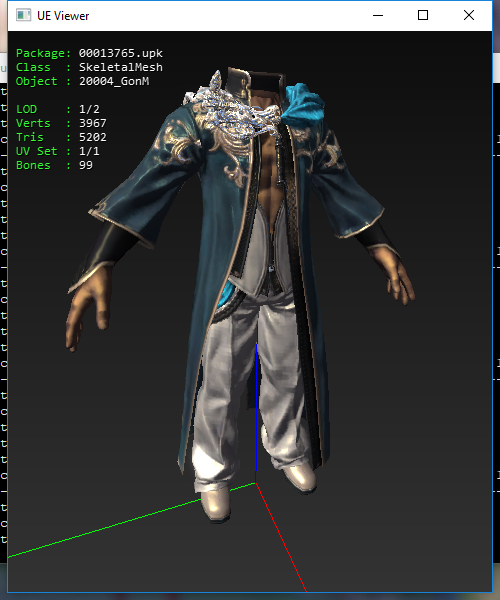 UE Viewer
Package: 00013765.upk
Class  : SkeletalMesh
Object : 20004_GonM
LOD    : 1/2
Verts  : 3967
Tris   : 5202
UV Set : 1/1
Bones  : 99